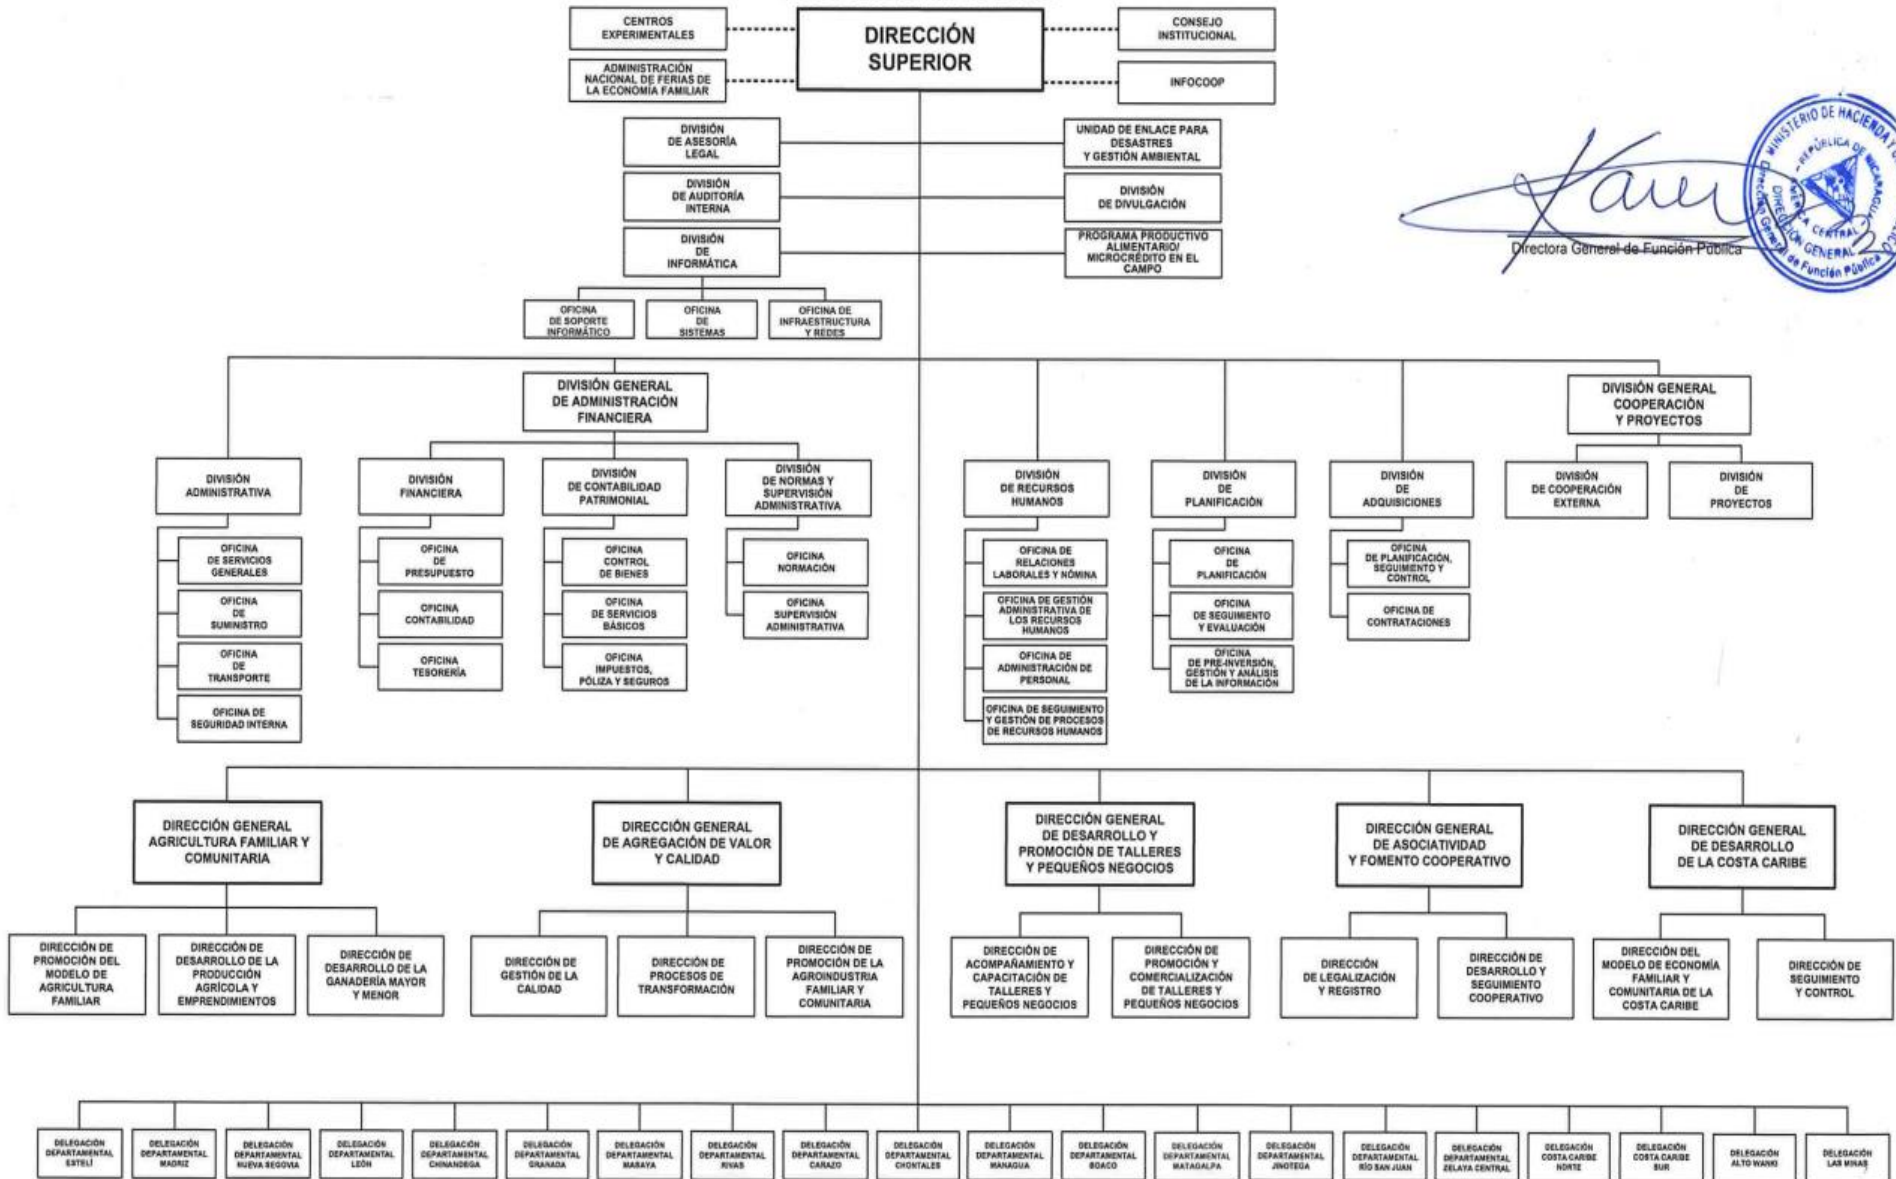 CENTROS
EXPERIMENTALES
DIRECCIÓN
SUPERIOR
CONSEJO
INSTITUCIONAL
ADMINISTRACIÓN
NACIONAL DE FERIAS DE
LA ECONOMÍA FAMILIAR
INFOCOOP
DIVISIÓN
DE ASESORÍA
LEGAL
UNIDAD DE ENLACE PARA
DESASTRES
Y GESTIÓN AMBIENTAL
DIVISIÓN
DE AUDITORÍA
INTERNA
DIVISIÓN
DE DIVULGACIÓN
DIVISIÓN
DE
INFORMÁTICA
PROGRAMA PRODUCTIVO
ALIMENTARIO/
MICROCRÉDITO EN EL
CAMPO
Directora General de Función Pública
MINISTERIO DE HACIENDA Y
REPÚBLICA DE NICARAGUA
AMÉRICA CENTRAL
DIRECCIÓN GENERAL
Dirección General de Función Pública
OFICINA
DE SOPORTE
INFORMÁTICO
OFICINA
DE
SISTEMAS
OFICINA DE
INFRAESTRUCTURA
Y REDES
DIVISIÓN GENERAL
DE ADMINISTRACIÓN
FINANCIERA
DIVISIÓN GENERAL
COOPERACIÓN
Y PROYECTOS
DIVISIÓN
ADMINISTRATIVA
DIVISIÓN
FINANCIERA
DIVISIÓN
DE CONTABILIDAD
PATRIMONIAL
DIVISIÓN
DE NORMAS Y
SUPERVISIÓN
ADMINISTRATIVA
DIVISIÓN
DE RECURSOS
HUMANOS
DIVISIÓN
DE
PLANIFICACIÓN
DIVISIÓN
DE
ADQUISICIONES
DIVISIÓN
DE COOPERACIÓN
EXTERNA
DIVISIÓN
DE
PROYECTOS
OFICINA
DE SERVICIOS
GENERALES
OFICINA
DE
SUMINISTRO
OFICINA
DE
TRANSPORTE
OFICINA DE
SEGURIDAD INTERNA
OFICINA
DE
PRESUPUESTO
OFICINA
CONTABILIDAD
OFICINA
TESORERÍA
OFICINA
CONTROL
DE BIENES
OFICINA
DE SERVICIOS
BÁSICOS
OFICINA
IMPUESTOS,
PÓLIZA Y SEGUROS
OFICINA
NORMACIÓN
OFICINA
SUPERVISIÓN
ADMINISTRATIVA
OFICINA DE
RELACIONES
LABORALES Y NÓMINA
OFICINA DE GESTIÓN
ADMINISTRATIVA DE
LOS RECURSOS
HUMANOS
OFICINA DE
ADMINISTRACIÓN DE
PERSONAL
OFICINA DE SEGUIMIENTO
Y GESTIÓN DE PROCESOS
DE RECURSOS HUMANOS
OFICINA
DE
PLANIFICACIÓN
OFICINA
DE SEGUIMIENTO
Y EVALUACIÓN
OFICINA
DE PRE-INVERSIÓN,
GESTIÓN Y ANÁLISIS
DE LA INFORMACIÓN
OFICINA
DE PLANIFICACIÓN,
SEGUIMIENTO Y
CONTROL
OFICINA DE
CONTRATACIONES
DIRECCIÓN GENERAL
AGRICULTURA FAMILIAR Y
COMUNITARIA
DIRECCIÓN GENERAL
DE AGREGACIÓN DE VALOR
Y CALIDAD
DIRECCIÓN GENERAL
DE DESARROLLO Y
PROMOCIÓN DE TALLERES
Y PEQUEÑOS NEGOCIOS
DIRECCIÓN GENERAL
DE ASOCIATIVIDAD
Y FOMENTO COOPERATIVO
DIRECCIÓN GENERAL
DE DESARROLLO
DE LA COSTA CARIBE
DIRECCIÓN DE
PROMOCIÓN DEL
MODELO DE
AGRICULTURA
FAMILIAR
DIRECCIÓN DE
DESARROLLO DE LA
PRODUCCIÓN
AGRÍCOLA Y
EMPRENDIMIENTOS
DIRECCIÓN DE
DESARROLLO DE LA
GANADERÍA MAYOR
Y MENOR
DIRECCIÓN DE
GESTIÓN DE LA
CALIDAD
DIRECCIÓN DE
PROCESOS DE
TRANSFORMACIÓN
DIRECCIÓN DE
PROMOCIÓN DE LA
AGROINDUSTRIA
FAMILIAR Y
COMUNITARIA
DIRECCIÓN DE
ACOMPAÑAMIENTO Y
CAPACITACIÓN DE
TALLERES Y
PEQUEÑOS NEGOCIOS
DIRECCIÓN DE
PROMOCIÓN Y
COMERCIALIZACIÓN
DE TALLERES Y
PEQUEÑOS NEGOCIOS
DIRECCIÓN
DE LEGALIZACIÓN
Y REGISTRO
DIRECCIÓN DE
DESARROLLO Y
SEGUIMIENTO
COOPERATIVO
DIRECCIÓN DEL
MODELO DE ECONOMÍA
FAMILIAR Y
COMUNITARIA DE LA
COSTA CARIBE
DIRECCIÓN DE
SEGUIMIENTO
Y CONTROL
DELEGACIÓN
DEPARTAMENTAL
ESTELÍ
DELEGACIÓN
DEPARTAMENTAL
MADRIZ
DELEGACIÓN
DEPARTAMENTAL
NUEVA SEGOVIA
DELEGACIÓN
DEPARTAMENTAL
LEÓN
DELEGACIÓN
DEPARTAMENTAL
CHINANDEGA
DELEGACIÓN
DEPARTAMENTAL
GRANADA
DELEGACIÓN
DEPARTAMENTAL
MASAYA
DELEGACIÓN
DEPARTAMENTAL
RIVAS
DELEGACIÓN
DEPARTAMENTAL
CARAZO
DELEGACIÓN
DEPARTAMENTAL
CHONTALES
DELEGACIÓN
DEPARTAMENTAL
MANAGUA
DELEGACIÓN
DEPARTAMENTAL
BOACO
DELEGACIÓN
DEPARTAMENTAL
MATAGALPA
DELEGACIÓN
DEPARTAMENTAL
JINOTEGA
DELEGACIÓN
DEPARTAMENTAL
RÍO SAN JUAN
DELEGACIÓN
DEPARTAMENTAL
ZELAYA CENTRAL
DELEGACIÓN
COSTA CARIBE
NORTE
DELEGACIÓN
COSTA CARIBE
SUR
DELEGACIÓN
ALTO WANKI
DELEGACIÓN
LAS MINAS